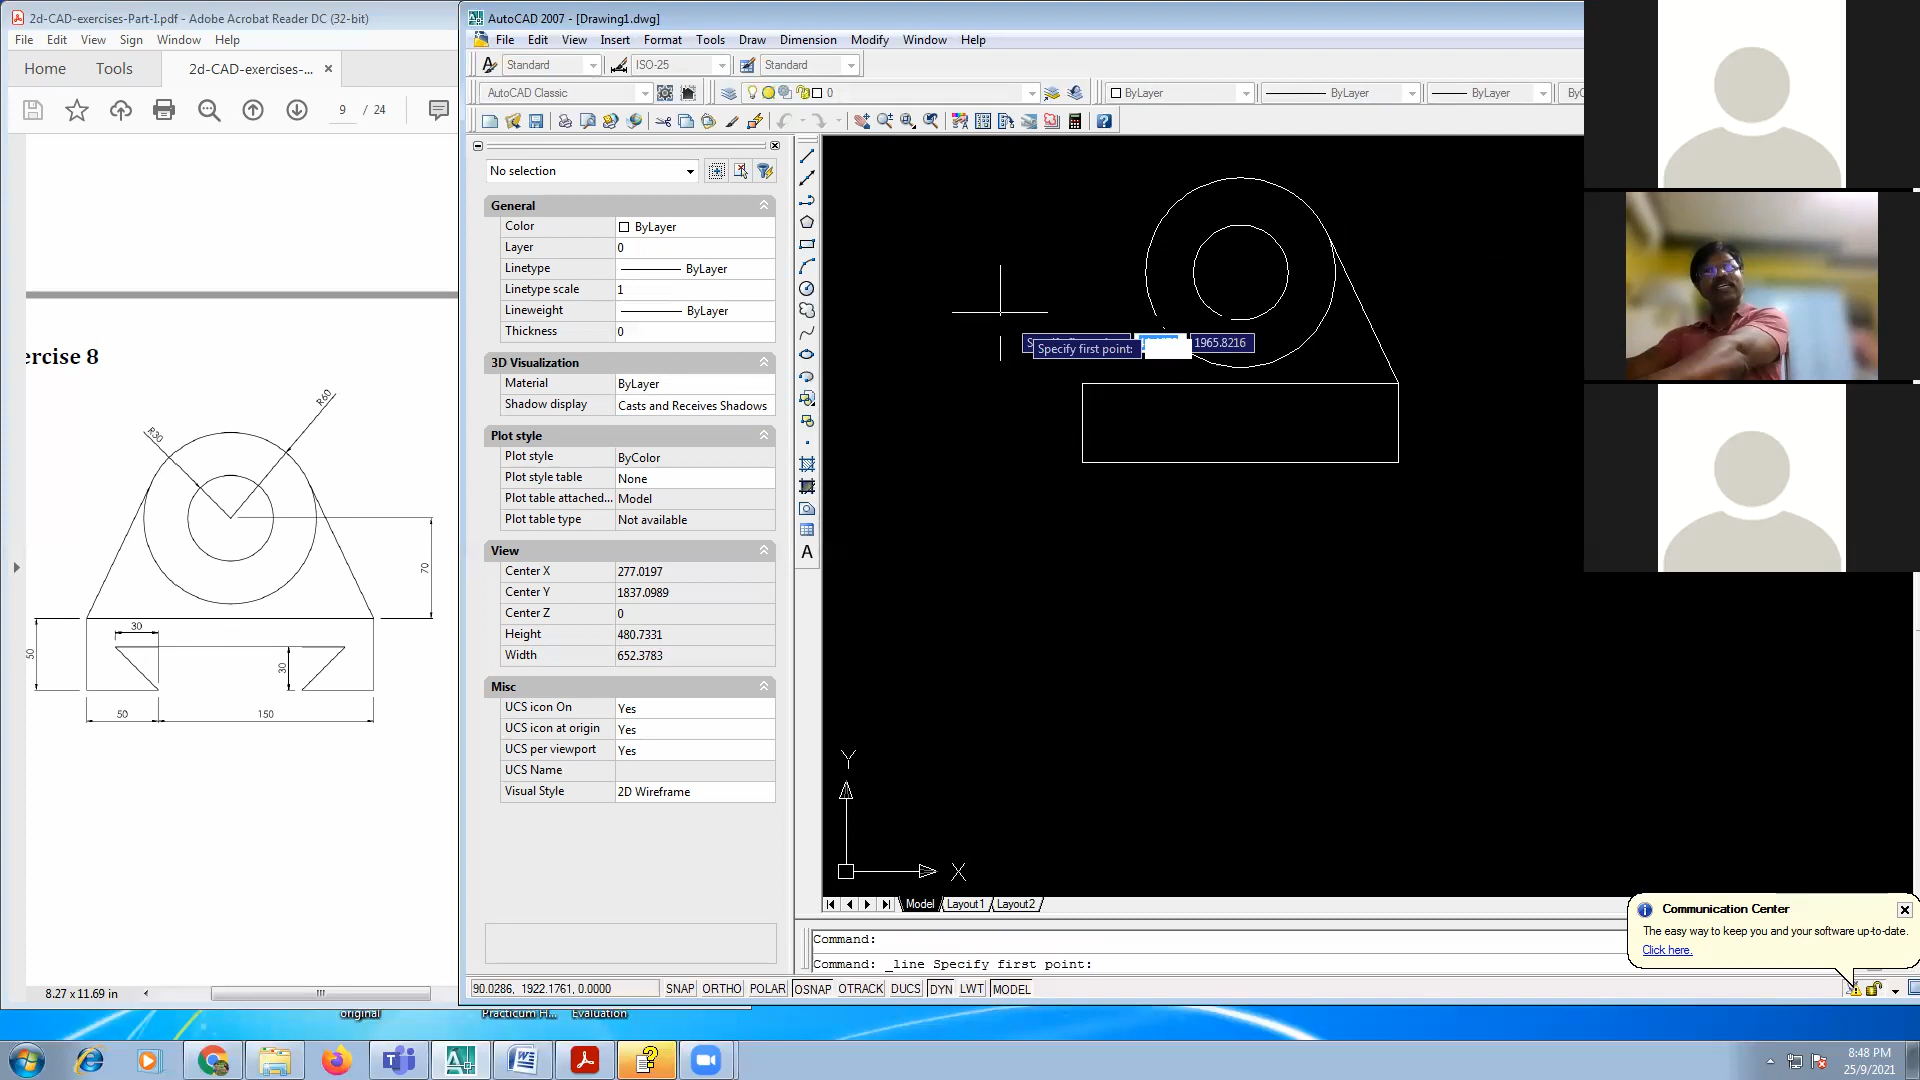 2d-CAD-exercises-Part-I.pdf - Adobe Acrobat Reader DC (32-bit)
File Edit View Sign Window Help
Home Tools 2d-CAD-exercises-...
9 / 24
ercise 8
R60
R30
70
30
30
50
50
150
8.27 x 11.69 in
AutoCAD 2007 - [Drawing1.dwg]
File Edit View Insert Format Tools Draw Dimension Modify Window Help
Standard ISO-25 Standard
AutoCAD Classic 0 ByLayer ByLayer ByLayer ByC
No selection
General
Color ByLayer
Layer 0
Linetype ByLayer
Linetype scale 1
Lineweight ByLayer
Thickness 0
3D Visualization
Material ByLayer
Shadow display Casts and Receives Shadows
Plot style
Plot style ByColor
Plot style table None
Plot table attached... Model
Plot table type Not available
View
Center X 277.0197
Center Y 1837.0989
Center Z 0
Height 480.7331
Width 652.3783
Misc
UCS icon On Yes
UCS icon at origin Yes
UCS per viewport Yes
UCS Name
Visual Style 2D Wireframe
A
Specify first point: 1965.8216
Y
X
Model Layout1 Layout2
Command:
Command: _line Specify first point:
90.0286, 1922.1761, 0.0000 SNAP ORTHO POLAR OSNAP OTRACK DUCS DYN LWT MODEL
Communication Center
The easy way to keep you and your software up-to-date.
Click here.
original Practicum H... Evaluation
8:48 PM
25/9/2021